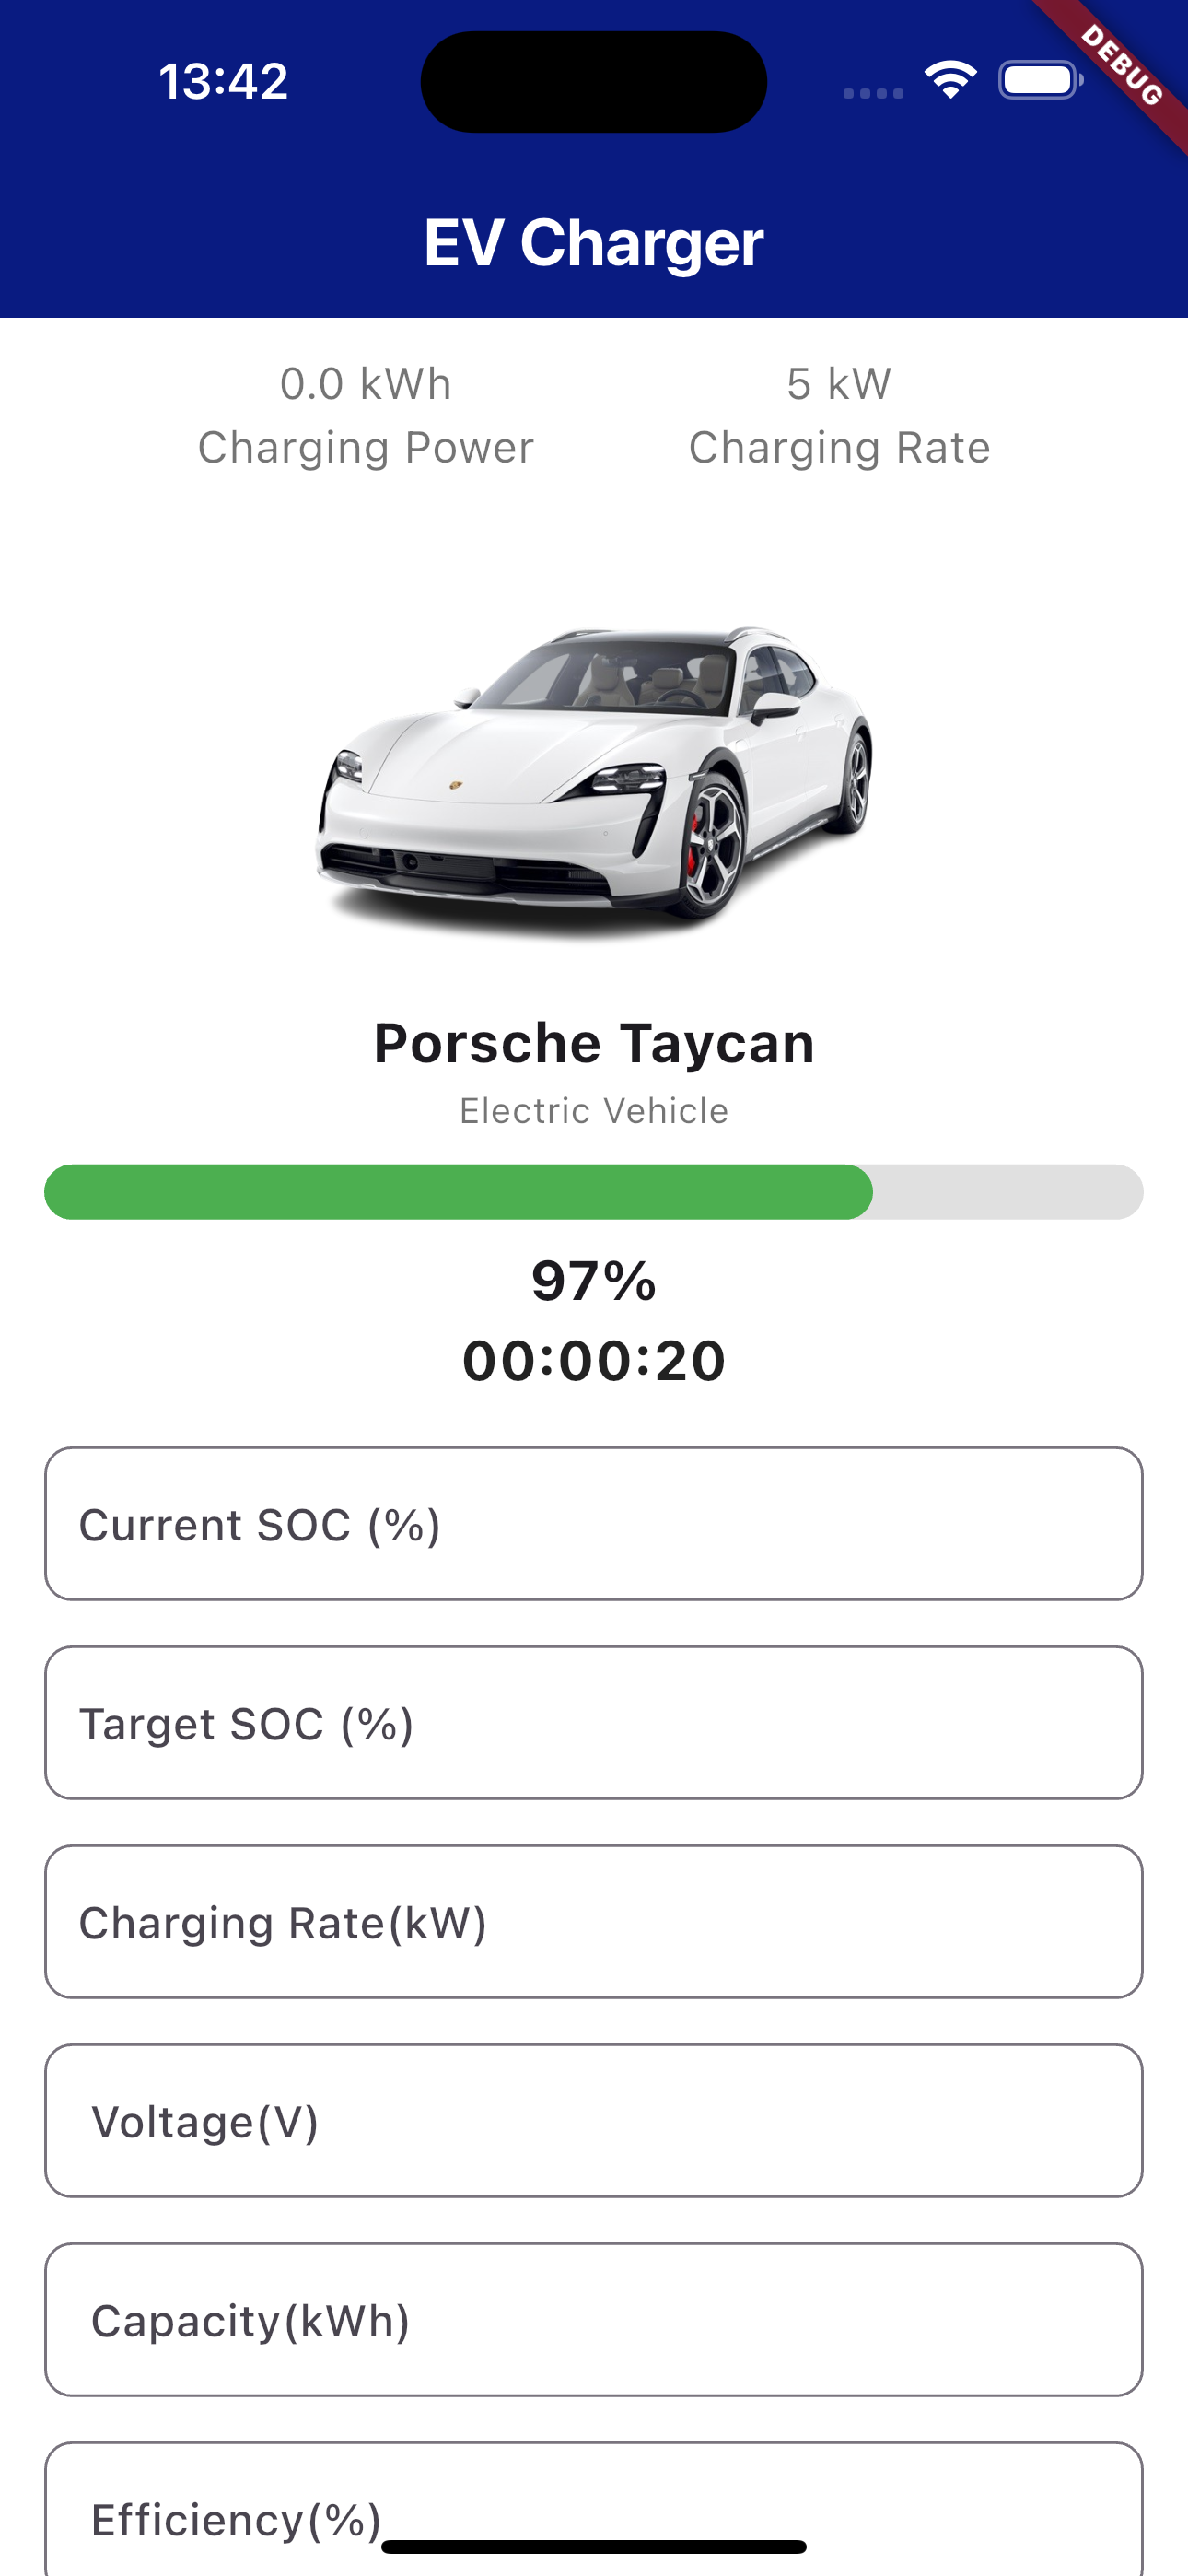 13:42
DEBUG
EV Charger
0.0 kWh
Charging Power
5 kW
Charging Rate
Porsche Taycan
Electric Vehicle
97%
00:00:20
Current SOC (%)
Target SOC (%)
Charging Rate(kW)
Voltage(V)
Capacity(kWh)
Efficiency(%)